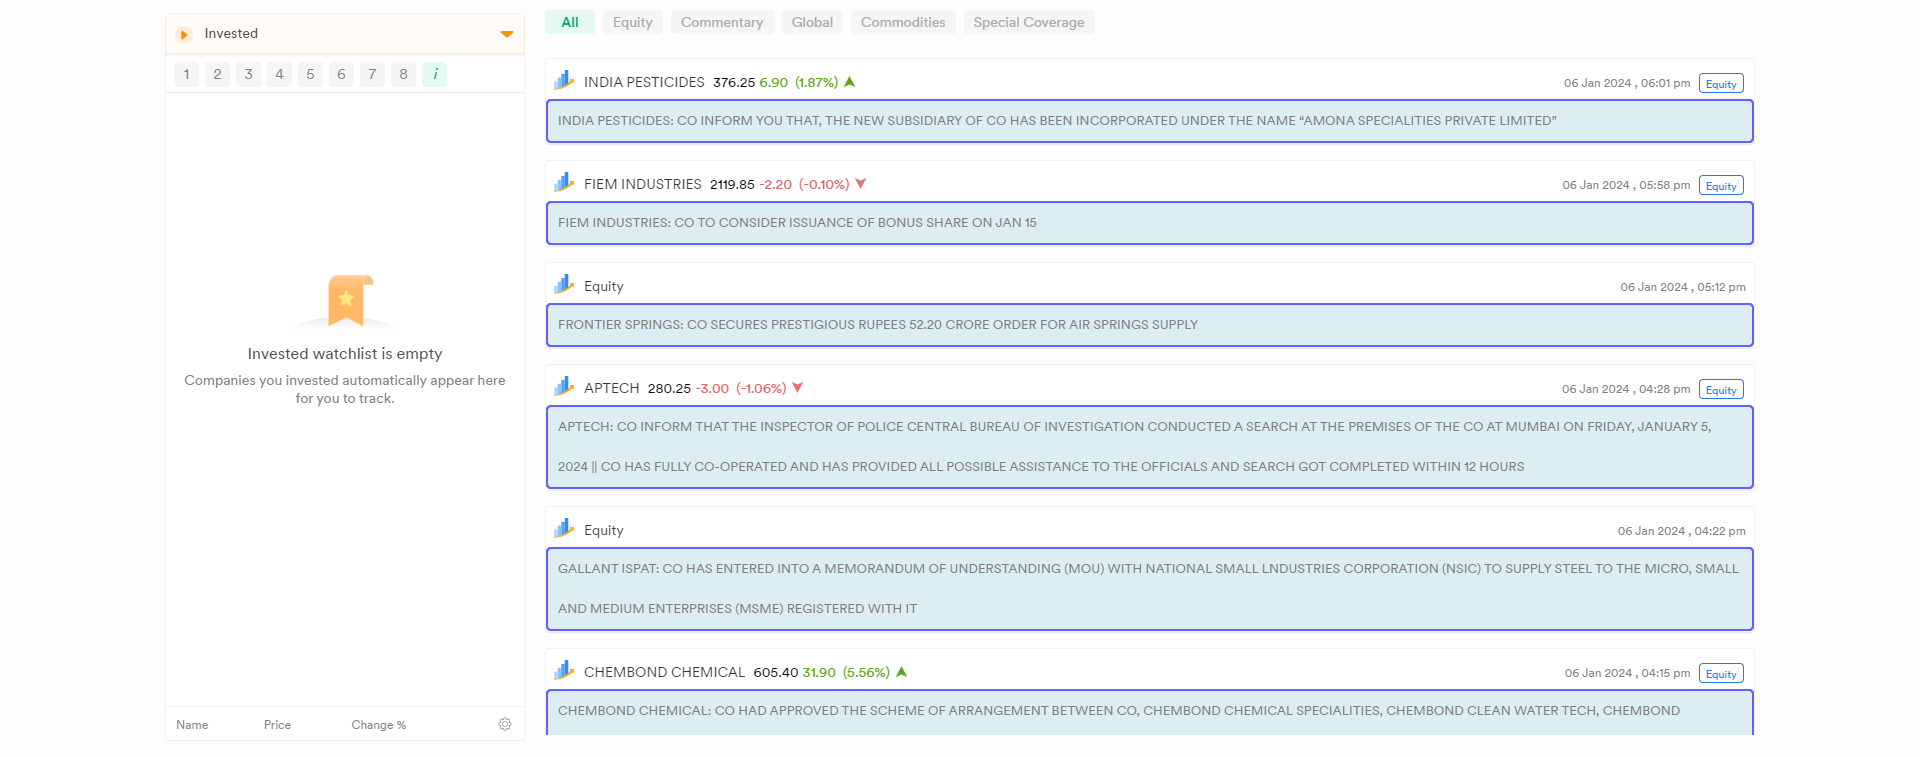 Invested
1 2 3 4 5 6 7 8 i
Invested watchlist is empty
Companies you invested automatically appear here
for you to track.
Name Price Change %
All Equity Commentary Global Commodities Special Coverage
INDIA PESTICIDES 376.25 6.90 (1.87%) 06 Jan 2024 , 06:01 pm Equity
INDIA PESTICIDES: CO INFORM YOU THAT, THE NEW SUBSIDIARY OF CO HAS BEEN INCORPORATED UNDER THE NAME “AMONA SPECIALITIES PRIVATE LIMITED”
FIEM INDUSTRIES 2119.85 -2.20 (-0.10%) 06 Jan 2024 , 05:58 pm Equity
FIEM INDUSTRIES: CO TO CONSIDER ISSUANCE OF BONUS SHARE ON JAN 15
Equity 06 Jan 2024 , 05:12 pm
FRONTIER SPRINGS: CO SECURES PRESTIGIOUS RUPEES 52.20 CRORE ORDER FOR AIR SPRINGS SUPPLY
APTECH 280.25 -3.00 (-1.06%) 06 Jan 2024 , 04:28 pm Equity
APTECH: CO INFORM THAT THE INSPECTOR OF POLICE CENTRAL BUREAU OF INVESTIGATION CONDUCTED A SEARCH AT THE PREMISES OF THE CO AT MUMBAI ON FRIDAY, JANUARY 5,
2024 || CO HAS FULLY CO-OPERATED AND HAS PROVIDED ALL POSSIBLE ASSISTANCE TO THE OFFICIALS AND SEARCH GOT COMPLETED WITHIN 12 HOURS
Equity 06 Jan 2024 , 04:22 pm
GALLANT ISPAT: CO HAS ENTERED INTO A MEMORANDUM OF UNDERSTANDING (MOU) WITH NATIONAL SMALL LNDUSTRIES CORPORATION (NSIC) TO SUPPLY STEEL TO THE MICRO, SMALL
AND MEDIUM ENTERPRISES (MSME) REGISTERED WITH IT
CHEMBOND CHEMICAL 605.40 31.90 (5.56%) 06 Jan 2024 , 04:15 pm Equity
CHEMBOND CHEMICAL: CO HAD APPROVED THE SCHEME OF ARRANGEMENT BETWEEN CO, CHEMBOND CHEMICAL SPECIALITIES, CHEMBOND CLEAN WATER TECH, CHEMBOND